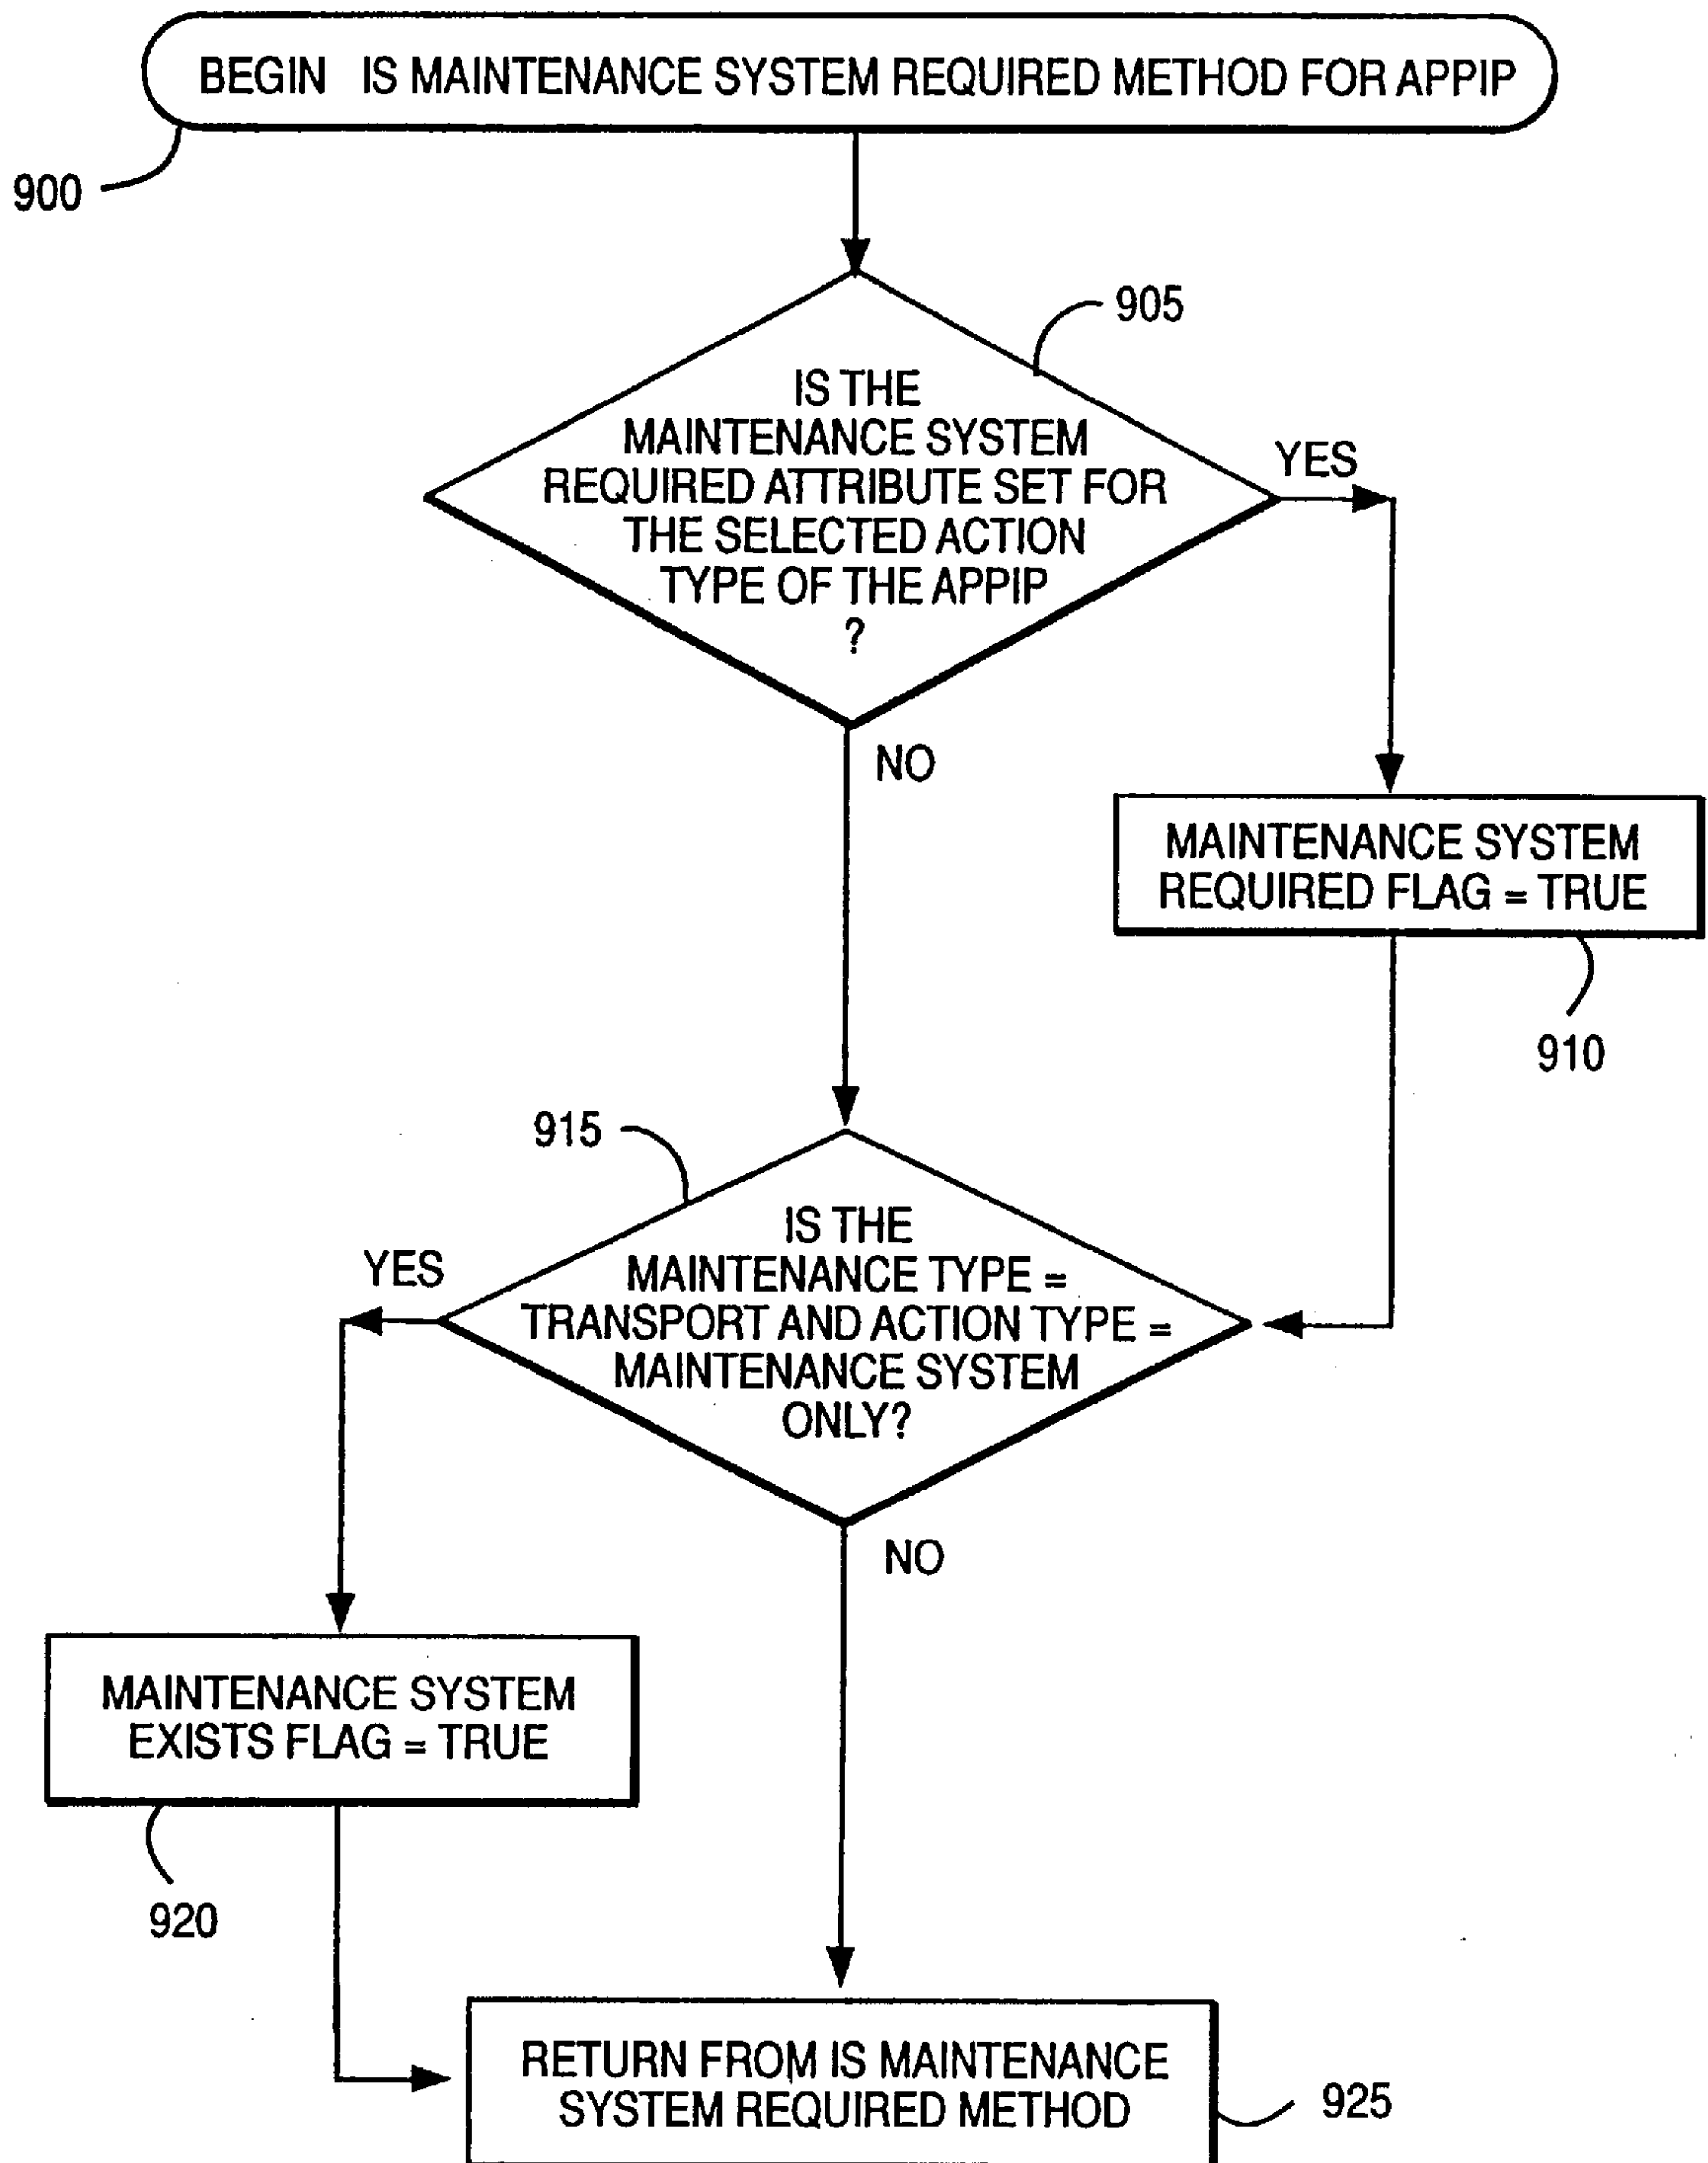 BEGIN IS MAINTENANCE SYSTEM REQUIRED METHOD FOR APPIP
900
905
IS THE
MAINTENANCE SYSTEM
REQUIRED ATTRIBUTE SET FOR
THE SELECTED ACTION
TYPE OF THE APPIP
?
YES
NO
MAINTENANCE SYSTEM
REQUIRED FLAG = TRUE
910
915
IS THE
MAINTENANCE TYPE =
TRANSPORT AND ACTION TYPE =
MAINTENANCE SYSTEM
ONLY?
YES
NO
MAINTENANCE SYSTEM
EXISTS FLAG = TRUE
920
RETURN FROM IS MAINTENANCE
SYSTEM REQUIRED METHOD
925